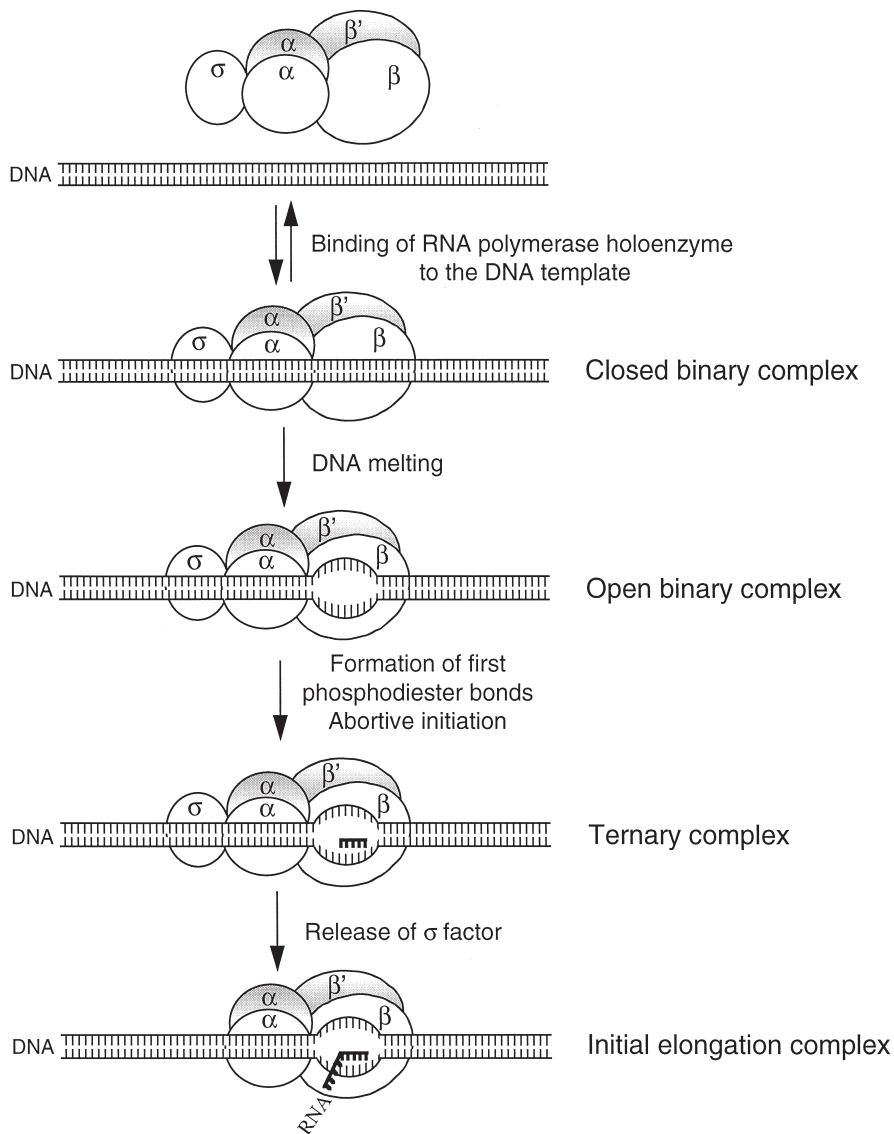 β’
α
σ
α
β
DNA
Binding of RNA polymerase holoenzyme
to the DNA template
β’
α
σ
α
β
DNA
Closed binary complex
DNA melting
β’
α
β
σ
α
DNA
Open binary complex
Formation of first
phosphodiester bonds
Abortive initiation
β’
α
β
σ
α
DNA
Ternary complex
Release of σ factor
β’
α
β
α
DNA
Initial elongation complex
RNA